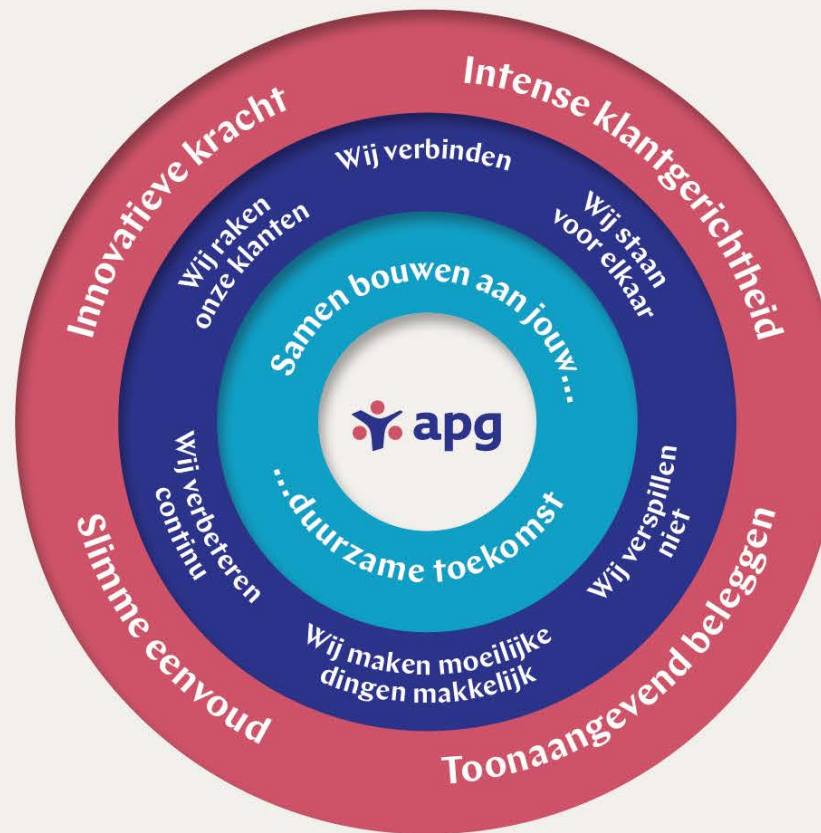 Innovatieve kracht
Intense klantgerichtheid
Toonaangevend beleggen
Slimme eenvoud
Wij verbinden
Wij staan
voor elkaar
Wij verspillen
niet
Wij maken moeilijke
dingen makkelijk
Wij verbeteren
continu
Wij raken
onze klanten
Samen bouwen aan jouw...
...duurzame toekomst
apg